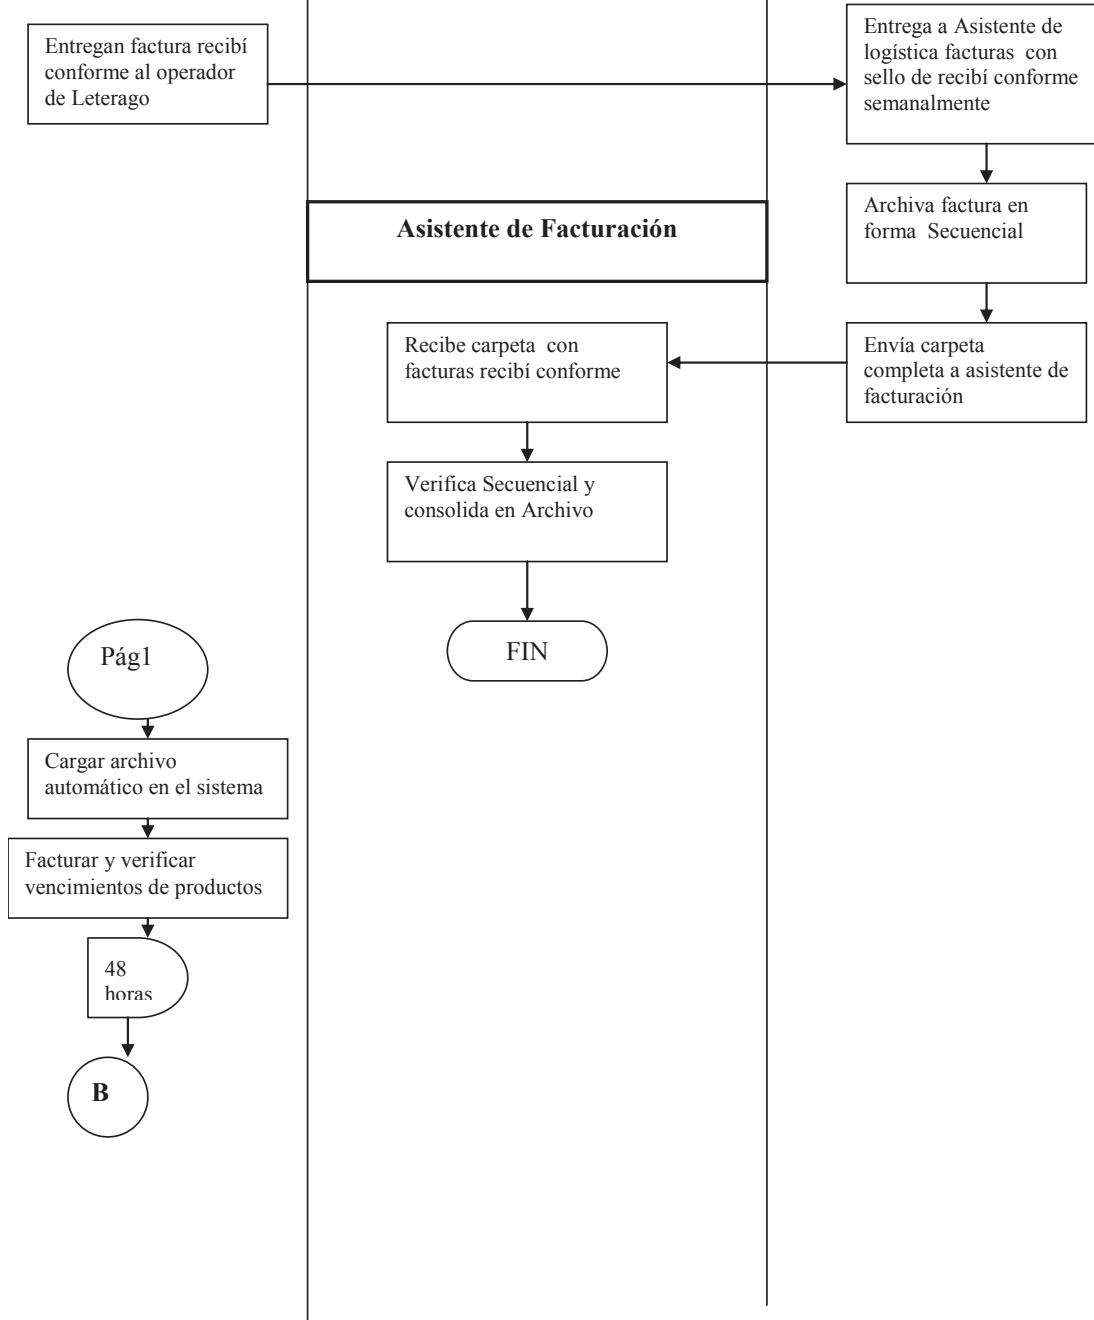 Entregan factura recibí
conforme al operador
de Leterago
Entrega a Asistente de
logística facturas con
sello de recibí conforme
semanalmente
Archiva factura en
forma Secuencial
Asistente de Facturación
Envía carpeta
completa a asistente de
facturación
Recibe carpeta con
facturas recibí conforme
Verifica Secuencial y
consolida en Archivo
FIN
Pág1
Cargar archivo
automático en el sistema
Facturar y verificar
vencimientos de productos
48
horas
B